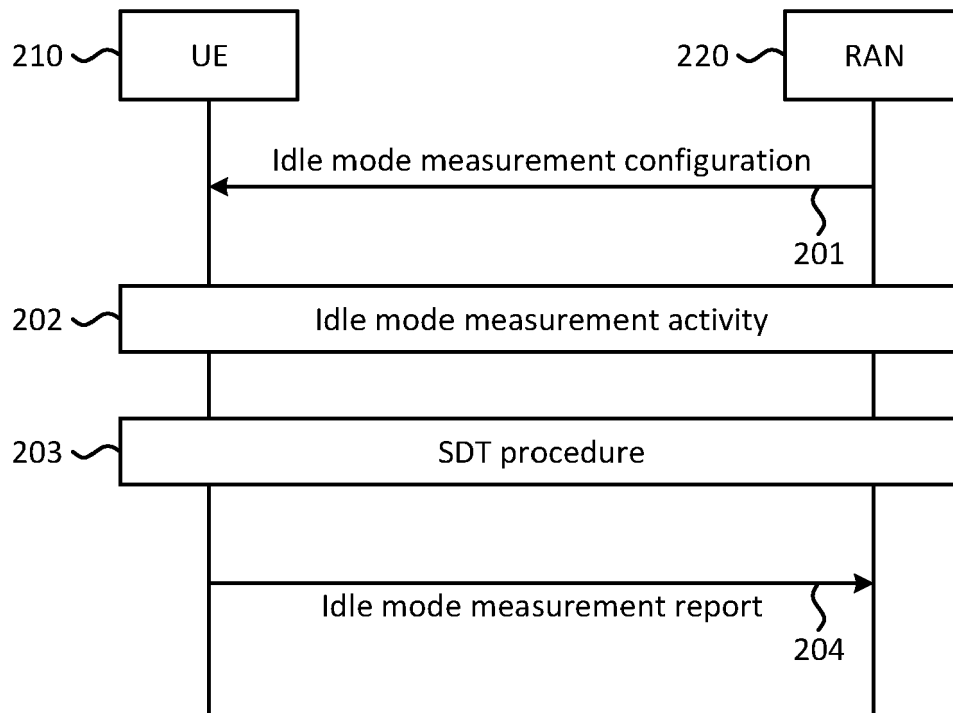 210
UE
220
RAN
Idle mode measurement configuration
201
202
Idle mode measurement activity
203
SDT procedure
Idle mode measurement report
204